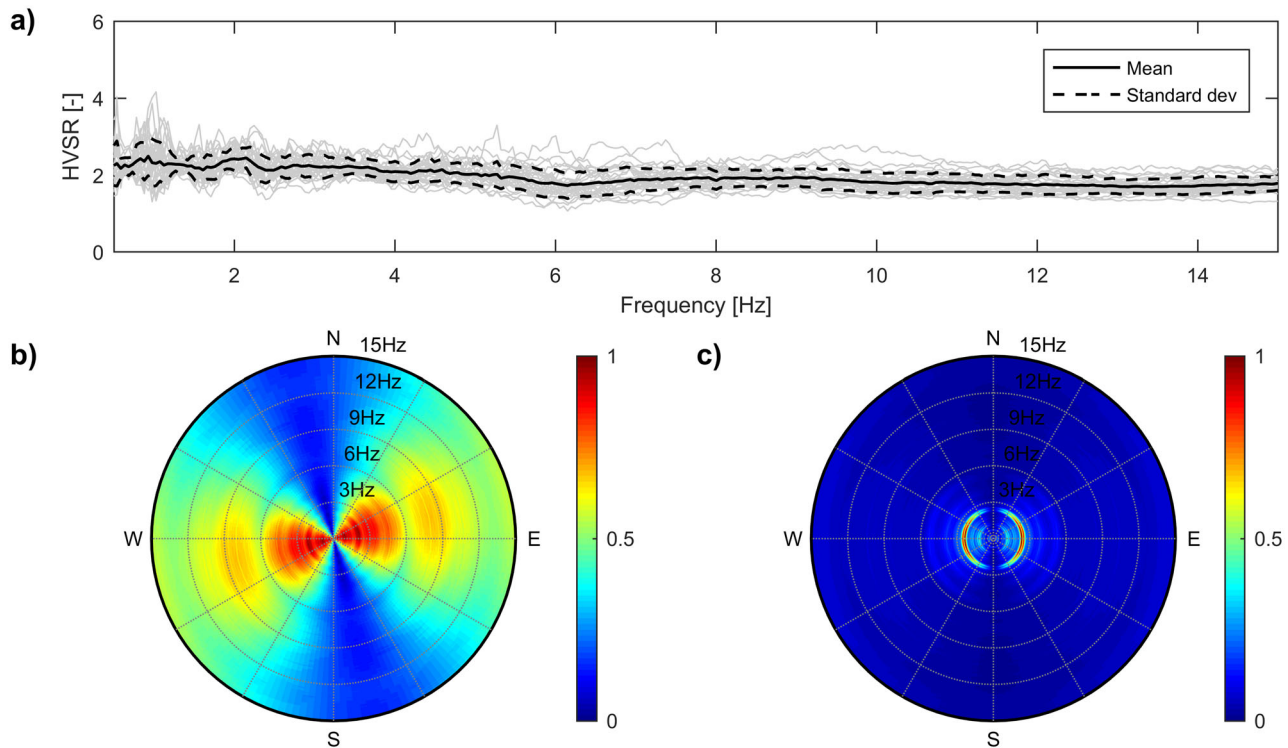 a)
6
4
2
0
HVSR [-]
Mean
Standard dev
2
4
6
8
10
12
14
Frequency [Hz]
b)
N
15Hz
12Hz
9Hz
6Hz
3Hz
W
E
S
1
0.5
0
c)
N
15Hz
12Hz
9Hz
6Hz
3Hz
W
E
S
1
0.5
0